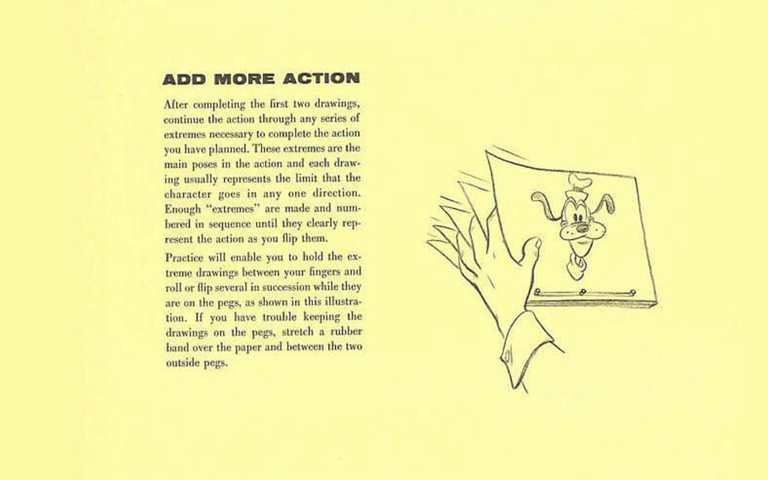 ADD MORE ACTION
After completing the first two drawings,
continue the action through any series of
extremes necessary to complete the action
you have planned. These extremes are the
main poses in the action and each draw-
ing usually represents the limit that the
character goes in any one direction.
Enough “extremes” are made and num-
bered in sequence until they clearly rep-
resent the action as you flip them.
Practice will enable you to hold the ex-
treme drawings between your fingers and
roll or flip several in succession while they
are on the pegs, as shown in this illustra-
tion. If you have trouble keeping the
drawings on the pegs, stretch a rubber
band over the paper and between the two
outside pegs.